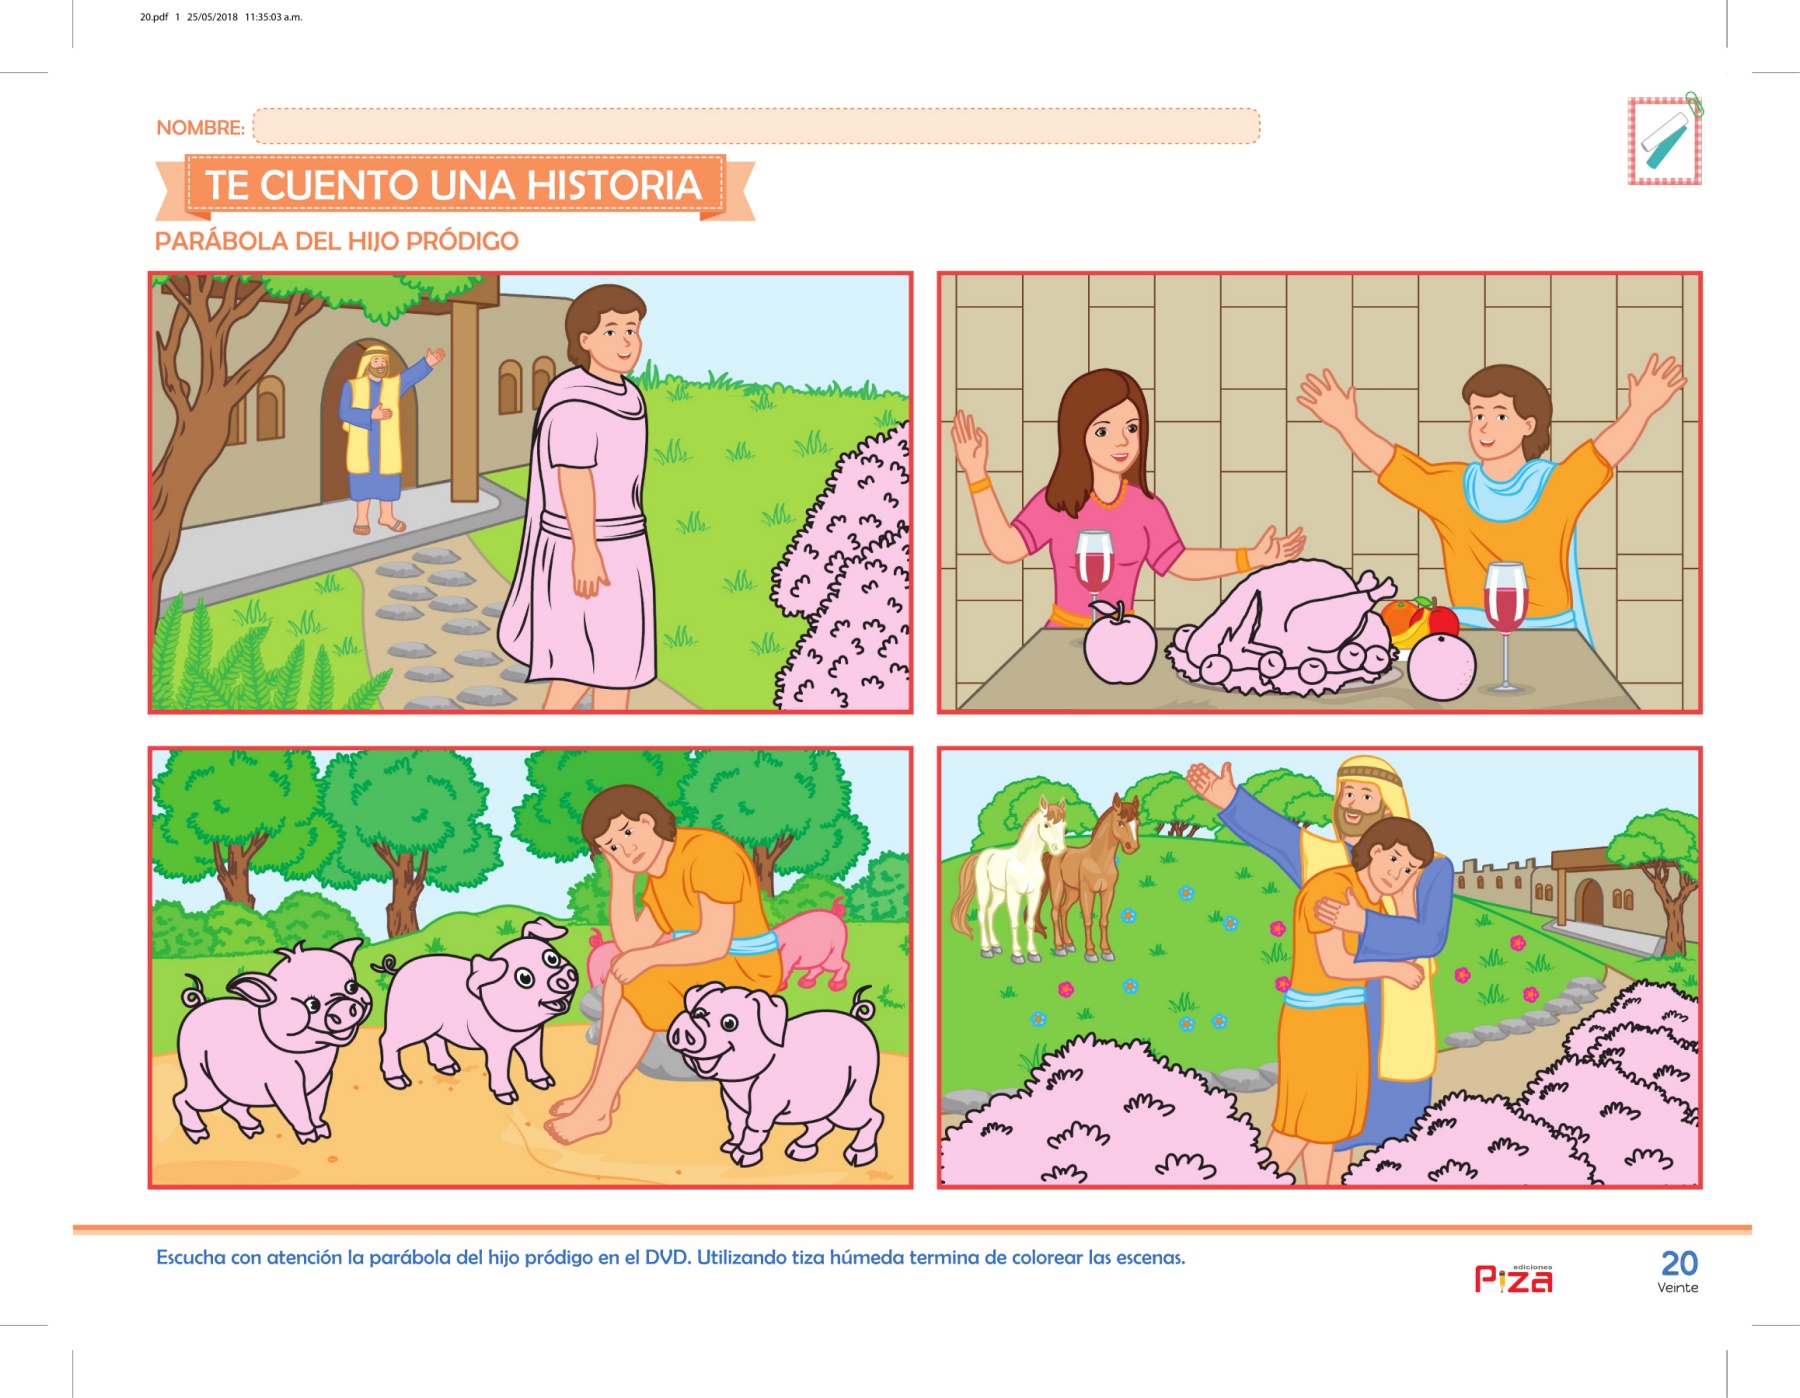 20.pdf 1 25/05/2018 11:35:03 a.m.
NOMBRE:
TE CUENTO UNA HISTORIA
PARÁBOLA DEL HIJO PRÓDIGO
Escucha con atención la parábola del hijo pródigo en el DVD. Utilizando tiza húmeda termina de colorear las escenas.
ediciones
Piza
20
Veinte